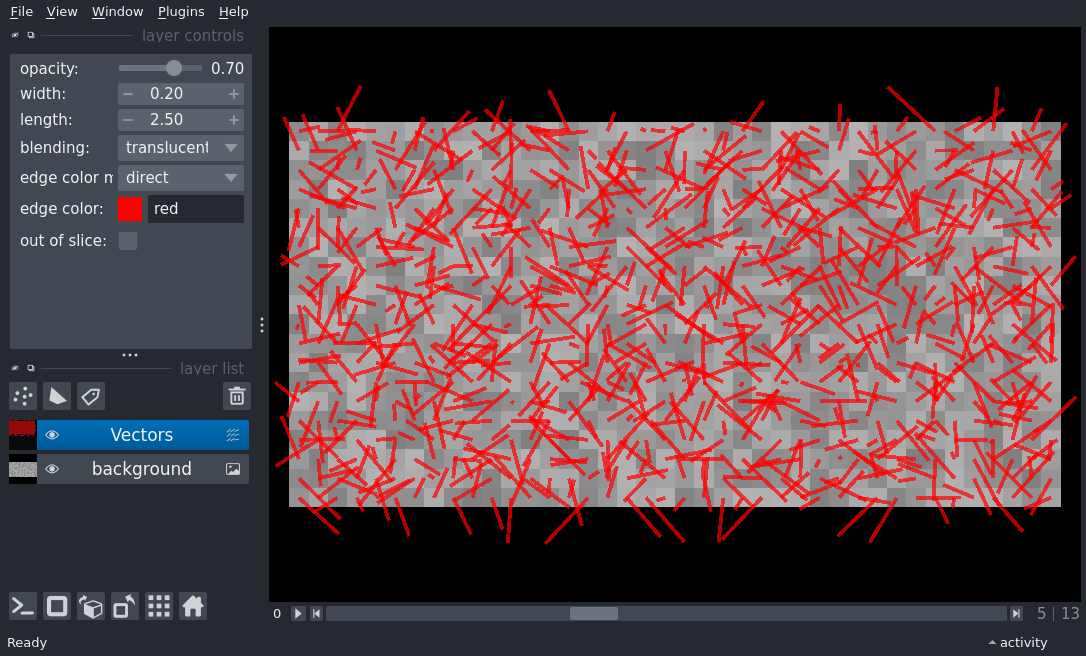 File View Window Plugins Help
layer controls
opacity: 0.70
width: − 0.20 +
length: − 2.50 +
blending: translucent
edge color m direct
edge color: red
out of slice:
layer list
Vectors
background
0 5 | 13
Ready activity